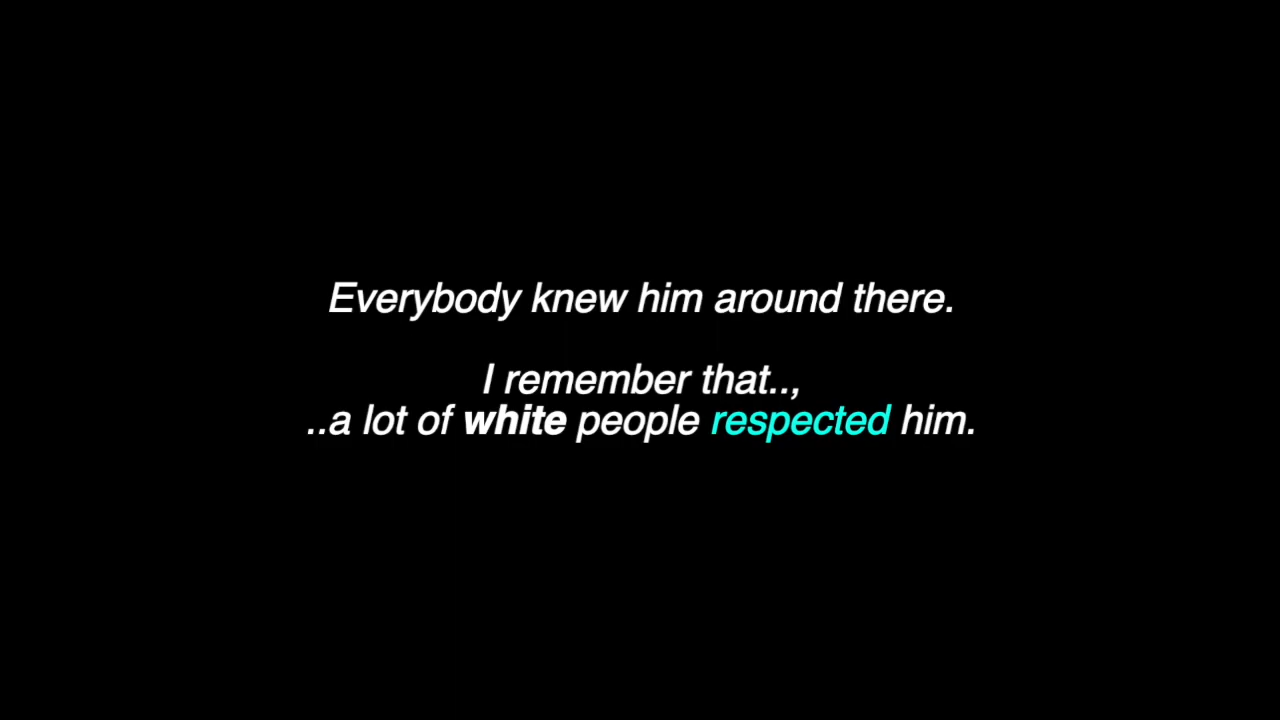 Everybody knew him around there.
I remember that..,
..a lot of white people respected him.